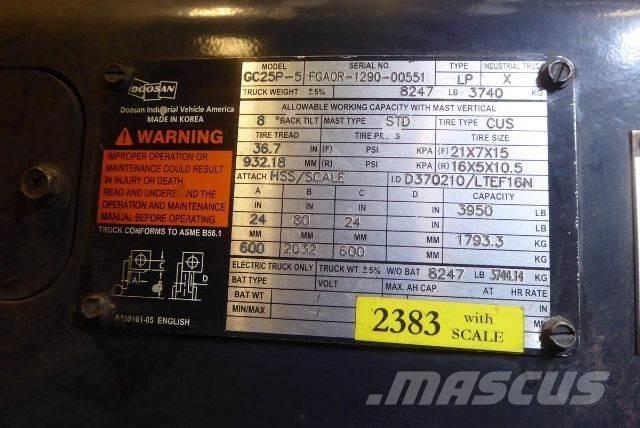 MODEL SERIAL NO. TYPE INDUSTRIAL TRUCK
GC25P-5 FGA0R-1290-00551 LP X
TRUCK WEIGHT ±5% 8247 LB 3740 KG
DOOSAN
Doosan Industrial Vehicle America
MADE IN KOREA
WARNING
IMPROPER OPERATION OR
MAINTENANCE COULD RESULT
IN INJURY OR DEATH.
READ AND UNDERSTAND THE
OPERATION AND MAINTENANCE
MANUAL BEFORE OPERATING.
TRUCK CONFORMS TO ASME B56.1
A D
ENGLISH
ALLOWABLE WORKING CAPACITY WITH MAST VERTICAL
8 °BACK TILT MAST TYPE STD TIRE TYPE CUS
TIRE TREAD TIRE TIRE SIZE
36.7 IN (F) PSI KPA (F) 21X7X15
932.18 MM (R) PSI KPA (R) 16X5X10.5
ATTACH HSS/SCALE I.D D370210/LTEF16N
A B C D CAPACITY
IN IN IN IN 3950 LB
24 80 24
MM MM MM MM 1793.3 KG
600 2032 600
ELECTRIC TRUCK ONLY TRUCK WT. ±5% W/O BAT 8247 LB 3740.14 KG
BATT TYPE VOLT MAX. AH CAP. AT HR RATE
BAT WT / IN
MIN/MAX / IN
2383 with
SCALE
MASCUS